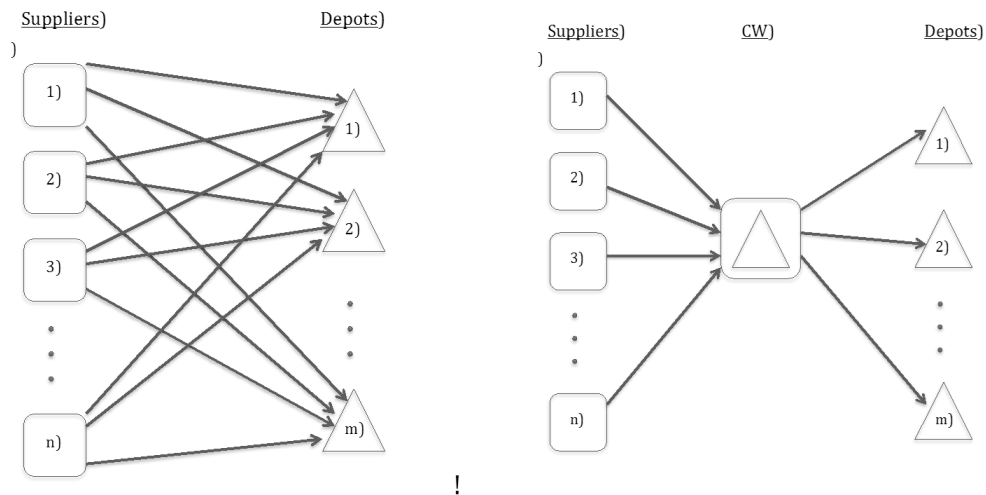 Suppliers) Depots)
)
1)
1)
2)
2)
3)
n)
m)
!
Suppliers) CW) Depots)
)
1)
1)
2)
2)
3)
n)
m)